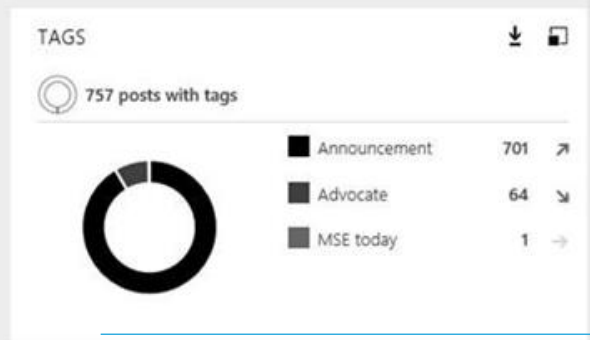 TAGS
757 posts with tags
Announcement 701
Advocate 64
MSE today 1